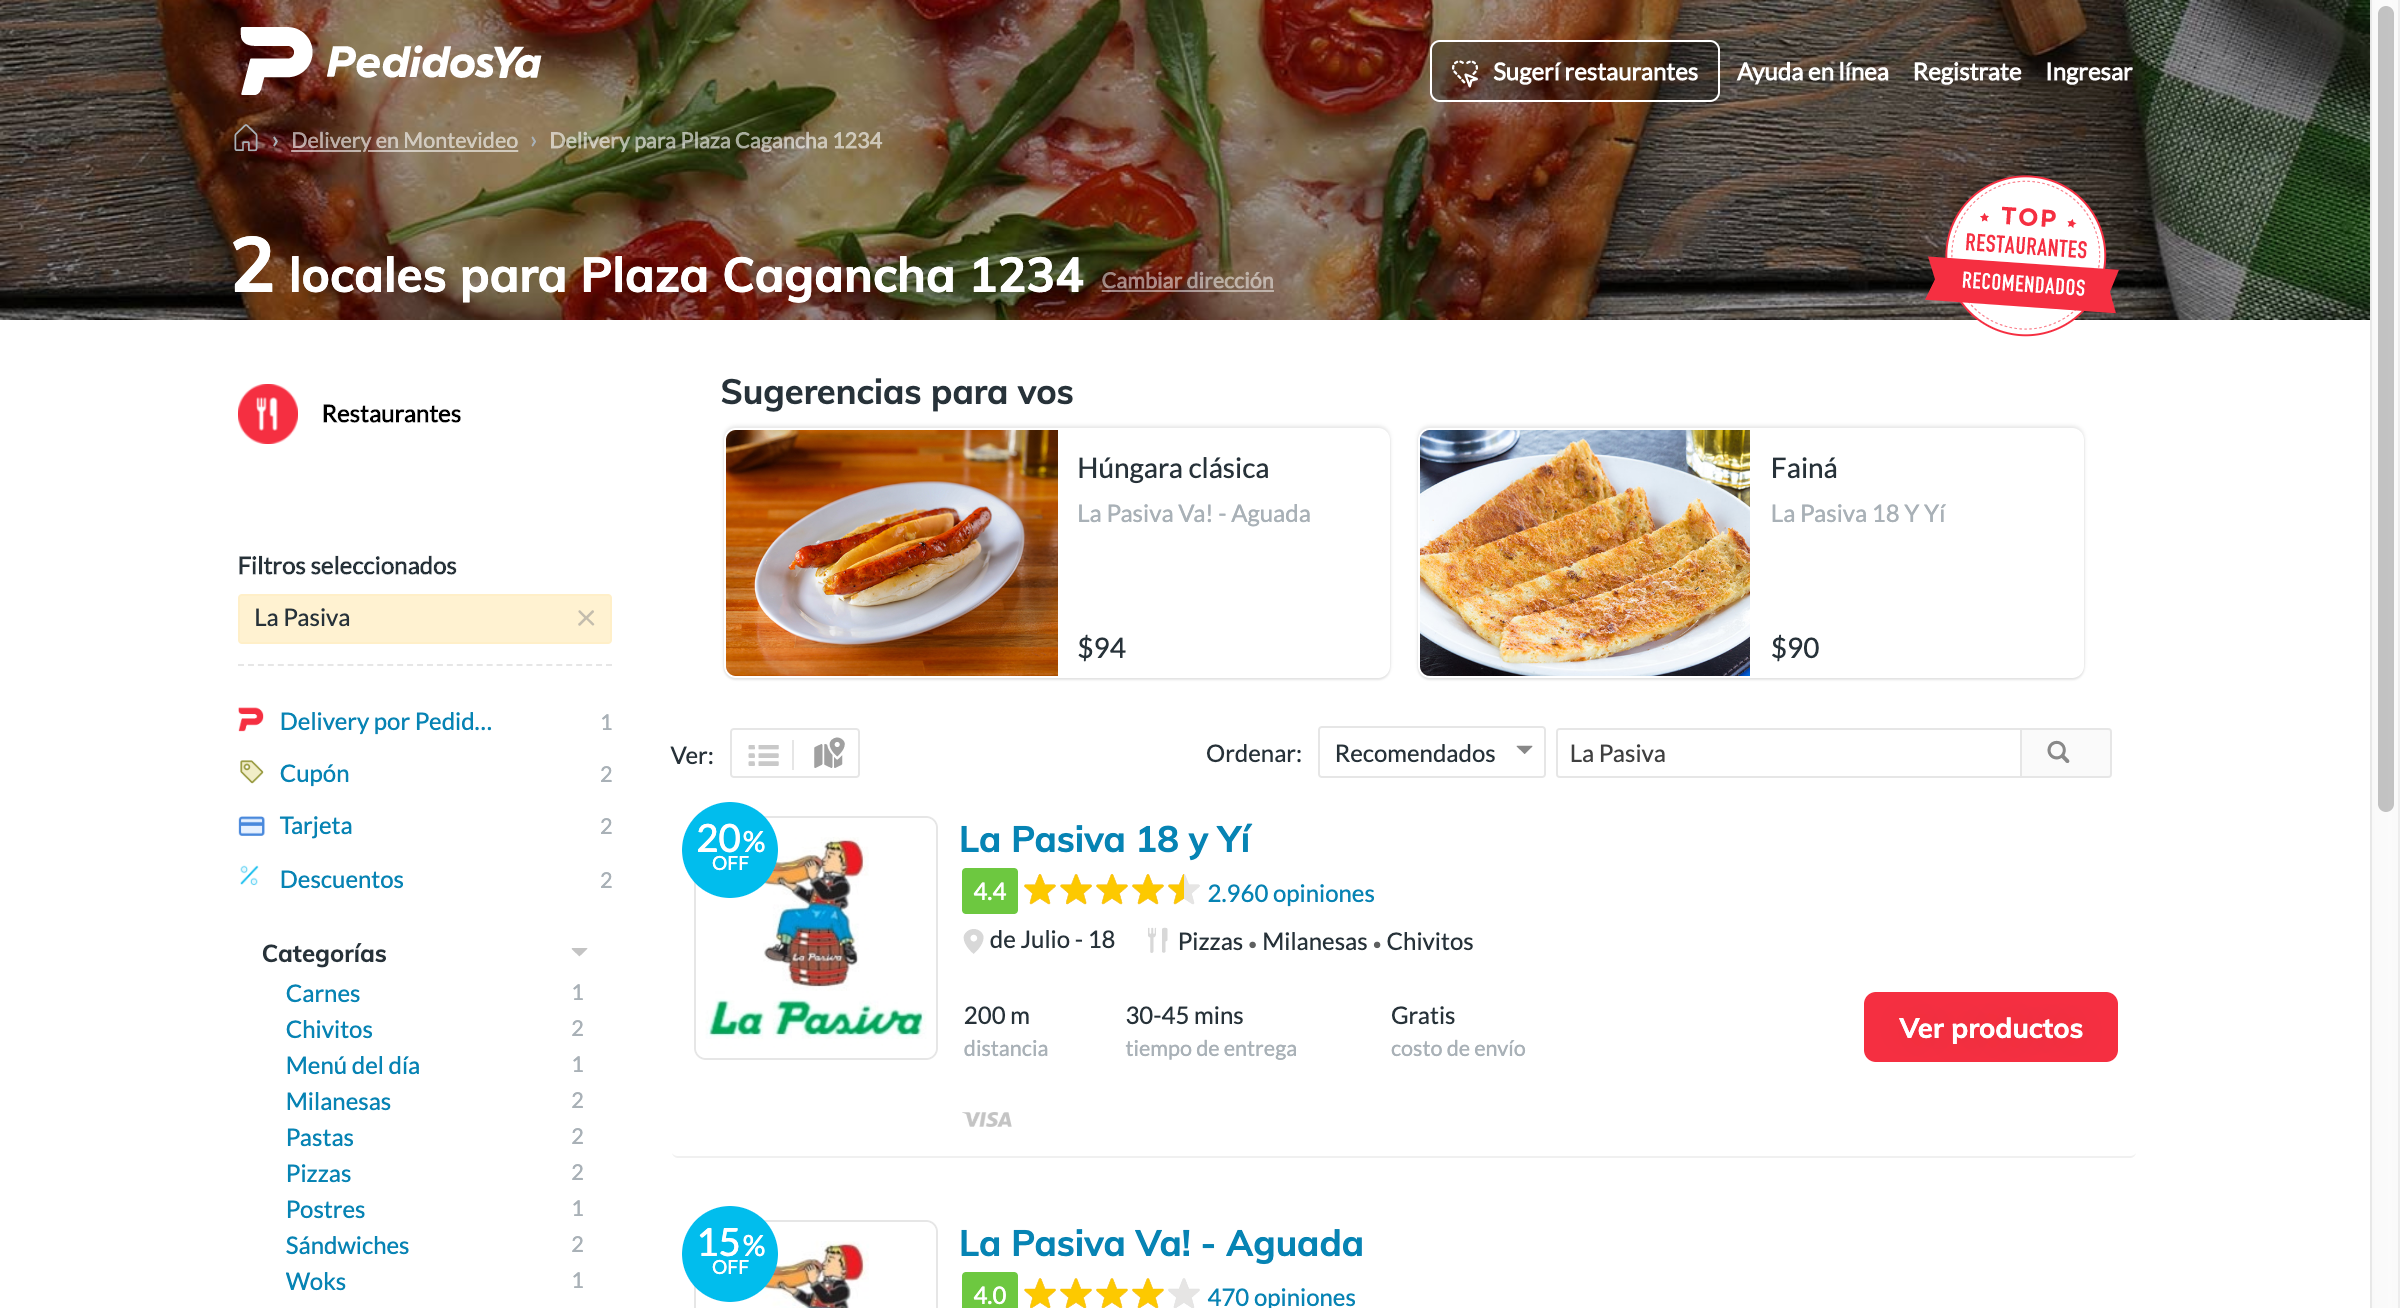 PedidosYa
Sugerí restaurantes
Ayuda en línea
Registrate
Ingresar
› Delivery en Montevideo › Delivery para Plaza Cagancha 1234
2 locales para Plaza Cagancha 1234 Cambiar dirección
TOP
RESTAURANTES
RECOMENDADOS
Restaurantes
Filtros seleccionados
La Pasiva
Delivery por Pedid... 1
Cupón 2
Tarjeta 2
Descuentos 2
Categorías
Carnes 1
Chivitos 2
Menú del día 1
Milanesas 2
Pastas 2
Pizzas 2
Postres 1
Sándwiches 2
Woks 1
Sugerencias para vos
Húngara clásica
La Pasiva Va! - Aguada
$94
Fainá
La Pasiva 18 Y Yí
$90
Ver:
Ordenar: Recomendados
La Pasiva
20%
OFF
La Pasiva
La Pasiva
La Pasiva 18 y Yí
4.4 2.960 opiniones
de Julio - 18 Pizzas • Milanesas • Chivitos
200 m
distancia
30-45 mins
tiempo de entrega
Gratis
costo de envío
Ver productos
VISA
15%
OFF
La Pasiva Va! - Aguada
4.0 470 opiniones